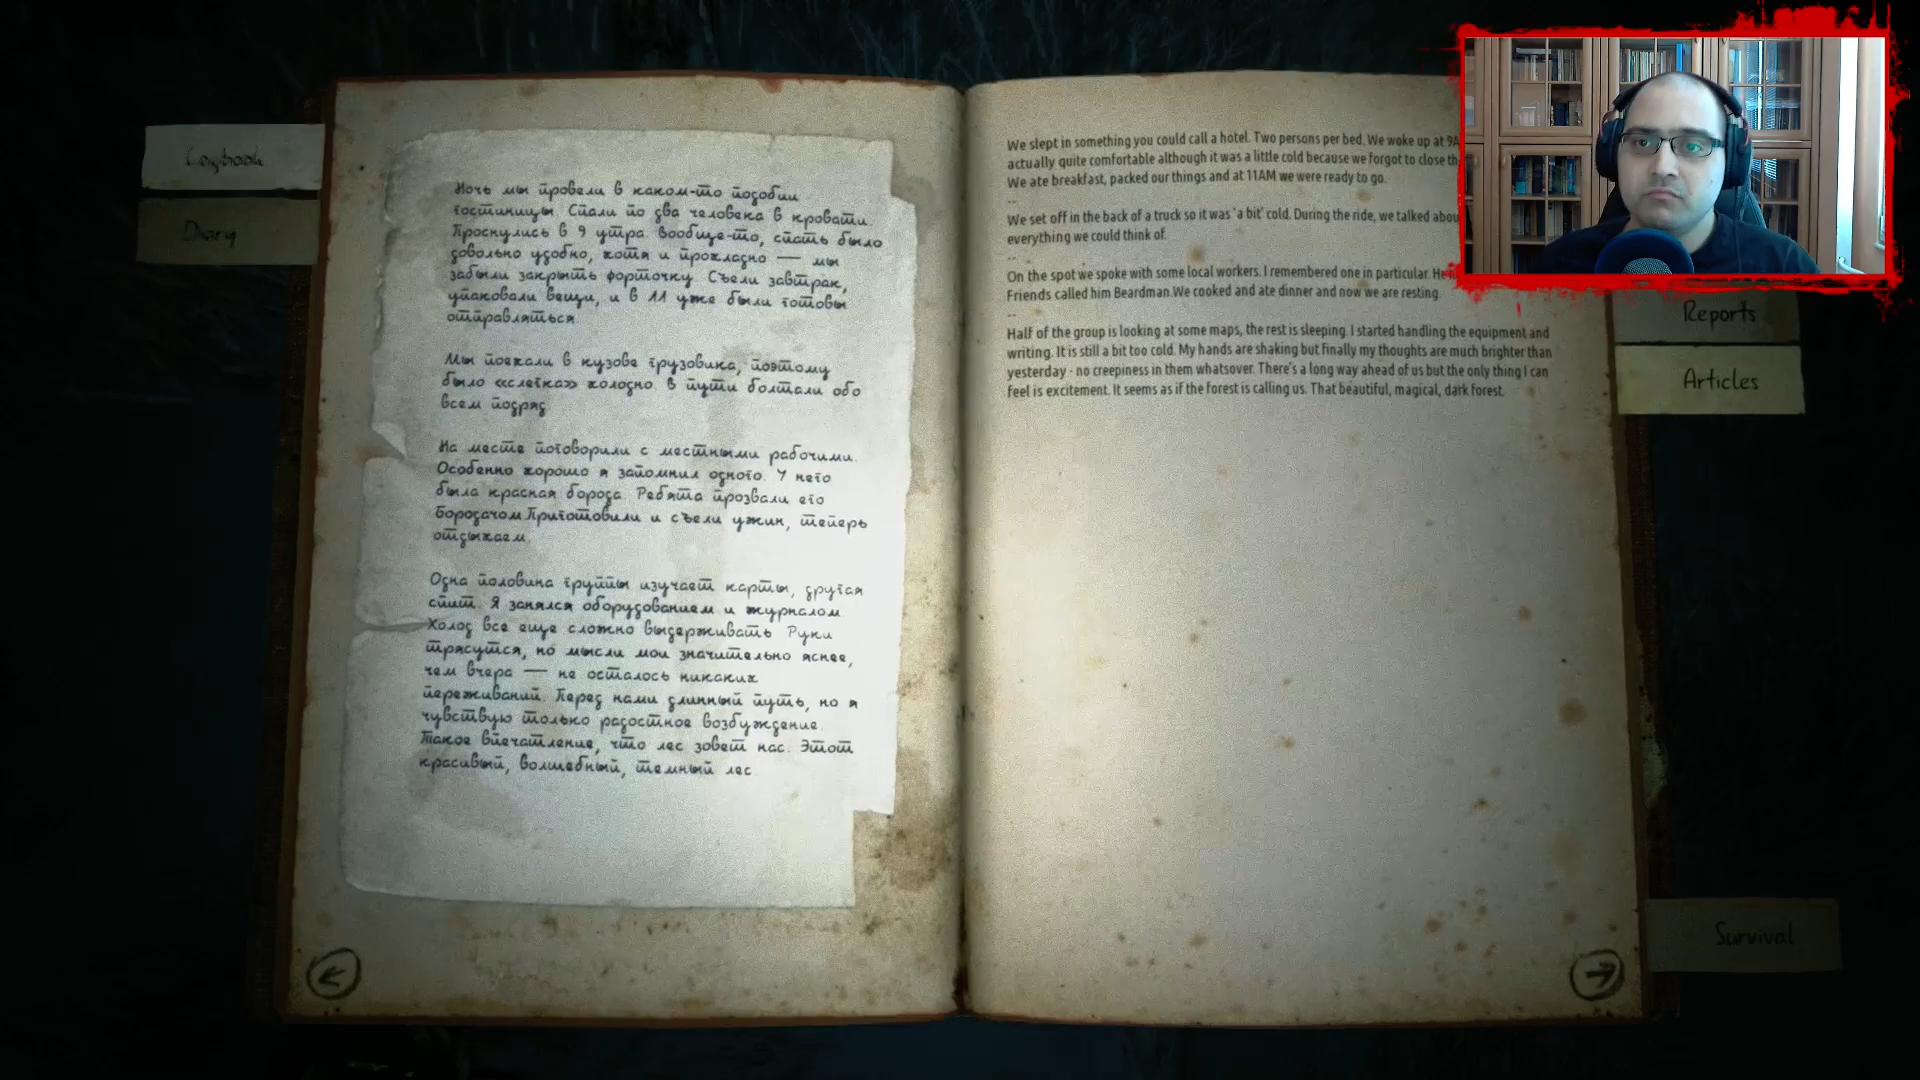 Logbook
Diary
Ночь мы провели в каком-то подобии
гостиницы. Спали по два человека в кровати.
Проснулись в 9 утра. Вообще-то, спать было
довольно удобно, хотя и прохладно — мы
забыли закрыть форточку. Съели завтрак,
упаковали вещи, и в 11 уже были готовы
отправляться.
Мы поехали в кузове грузовика, поэтому
было «слегка» холодно. В пути болтали обо
всем подряд.
На месте поговорили с местными рабочими.
Особенно хорошо я запомнил одного. У него
была красная борода. Ребята прозвали его
Бородачом.Приготовили и съели ужин, теперь
отдыхаем.
Одна половина группы изучает карты, другая
спит. Я занялся оборудованием и журналом.
Холод все еще сложно выдерживать. Руки
трясутся, но мысли мои значительно яснее,
чем вчера — не осталось никаких
переживаний. Перед нами длинный путь, но я
чувствую только радостное возбуждение.
Такое впечатление, что лес зовет нас. Этот
красивый, волшебный, темный лес.
We slept in something you could call a hotel. Two persons per bed. We woke up at
actually quite comfortable although it was a little cold because we forgot to close
We ate breakfast, packed our things and at 11AM we were ready to go.
--
We set off in the back of a truck so it was 'a bit' cold. During the ride, we talked
everything we could think of.
--
On the spot we spoke with some local workers. I remembered one in particular.
Friends called him Beardman.We cooked and ate dinner and now we are resting.
--
Half of the group is looking at some maps, the rest is sleeping. I started handling the equipment and
writing. It is still a bit too cold. My hands are shaking but finally my thoughts are much brighter than
yesterday - no creepiness in them whatsover. There's a long way ahead of us but the only thing I can
feel is excitement. It seems as if the forest is calling us. That beautiful, magical, dark forest.
Reports
Articles
Survival